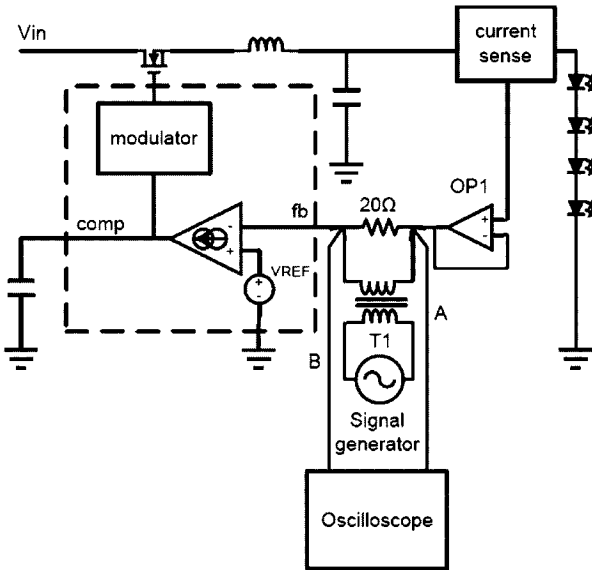 Vin
current
sense
modulator
OP1
20Ω
fb
comp
+
-
-
+
+
-
VREF
A
T1
B
Signal
generator
Oscilloscope